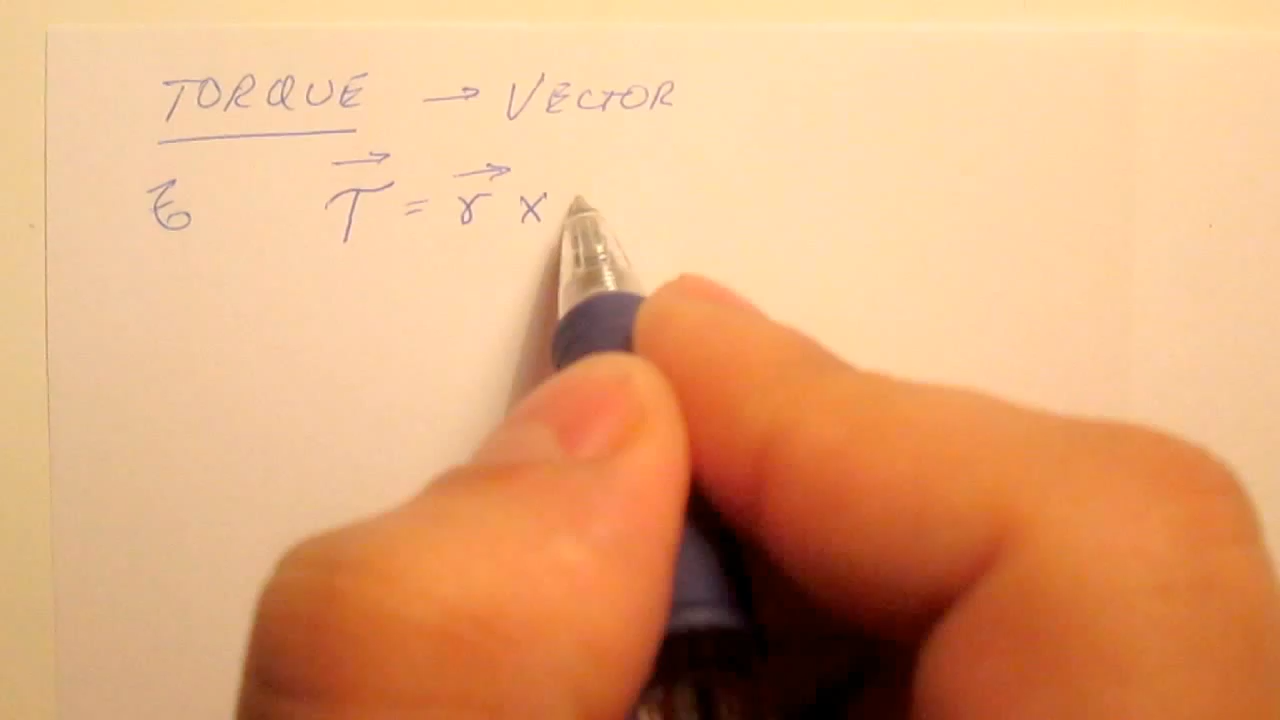 TORQUE → VECTOR
τ⃗ = r⃗ ×